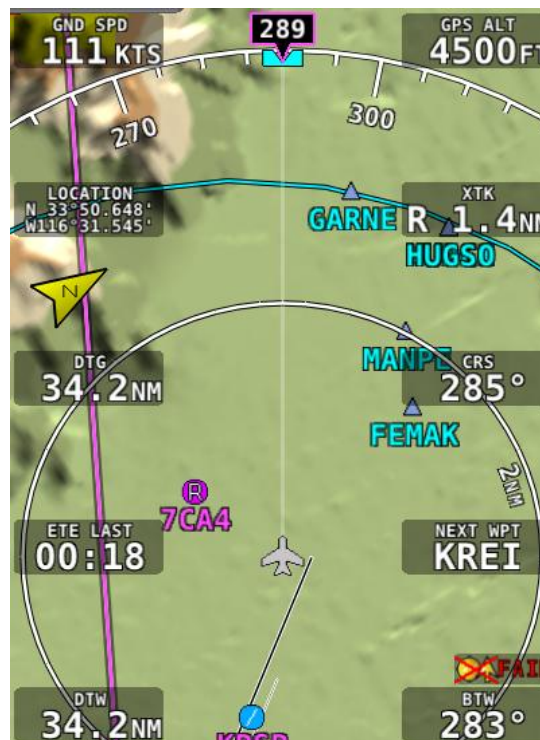 GND SPD
111 KTS
289
GPS ALT
4500FT
270
300
LOCATION
N 33°50.648'
W116°31.545'
XTK
R 1.4NM
GARNE
HUGSO
N
DTG
34.2NM
MANPE
CRS
285°
FEMAK
2NM
R
7CA4
ETE LAST
00:18
NEXT WPT
KREI
FAI
DTW
34.2NM
BTW
283°